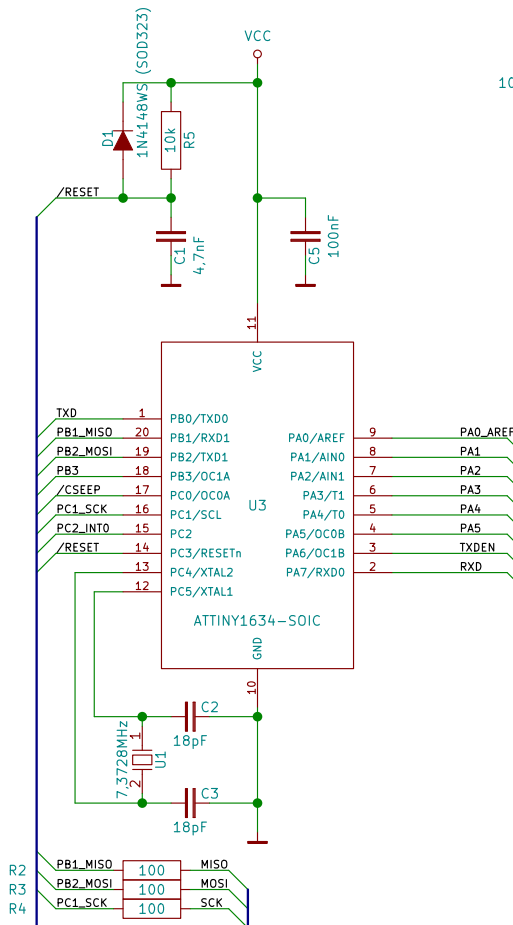 VCC
10
D1
1N4148WS (SOD323)
10k
R5
/RESET
C1
4,7nF
C5
100nF
11
VCC
TXD 1 PB0/TXD0
PB1_MISO 20 PB1/RXD1 PA0/AREF 9 PA0_AREF
PB2_MOSI 19 PB2/TXD1 PA1/AIN0 8 PA1
PB3 18 PB3/OC1A PA2/AIN1 7 PA2
/CSEEP 17 PC0/OC0A PA3/T1 6 PA3
PC1_SCK 16 PC1/SCL U3 PA4/T0 5 PA4
PC2_INT0 15 PC2 PA5/OC0B 4 PA5
/RESET 14 PC3/RESETn PA6/OC1B 3 TXDEN
13 PC4/XTAL2 PA7/RXD0 2 RXD
12 PC5/XTAL1
ATTINY1634-SOIC
GND
10
C2
18pF
7,3728MHz
1
2
U1
C3
18pF
R2 PB1_MISO 100 MISO
R3 PB2_MOSI 100 MOSI
R4 PC1_SCK 100 SCK